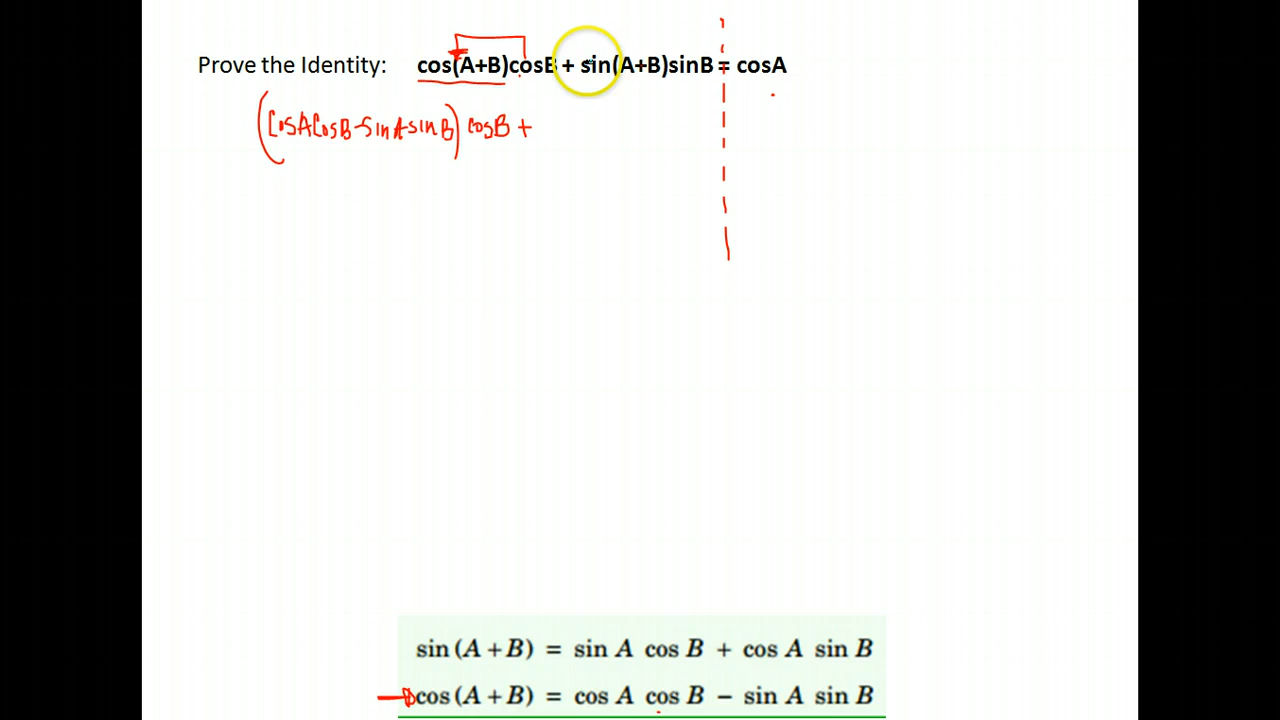 Prove the Identity: cos(A+B)cosB + sin(A+B)sinB = cosA
(cosAcosB-sinAsinB) cosB +
sin (A + B) = sin A cos B + cos A sin B
cos (A + B) = cos A cos B − sin A sin B